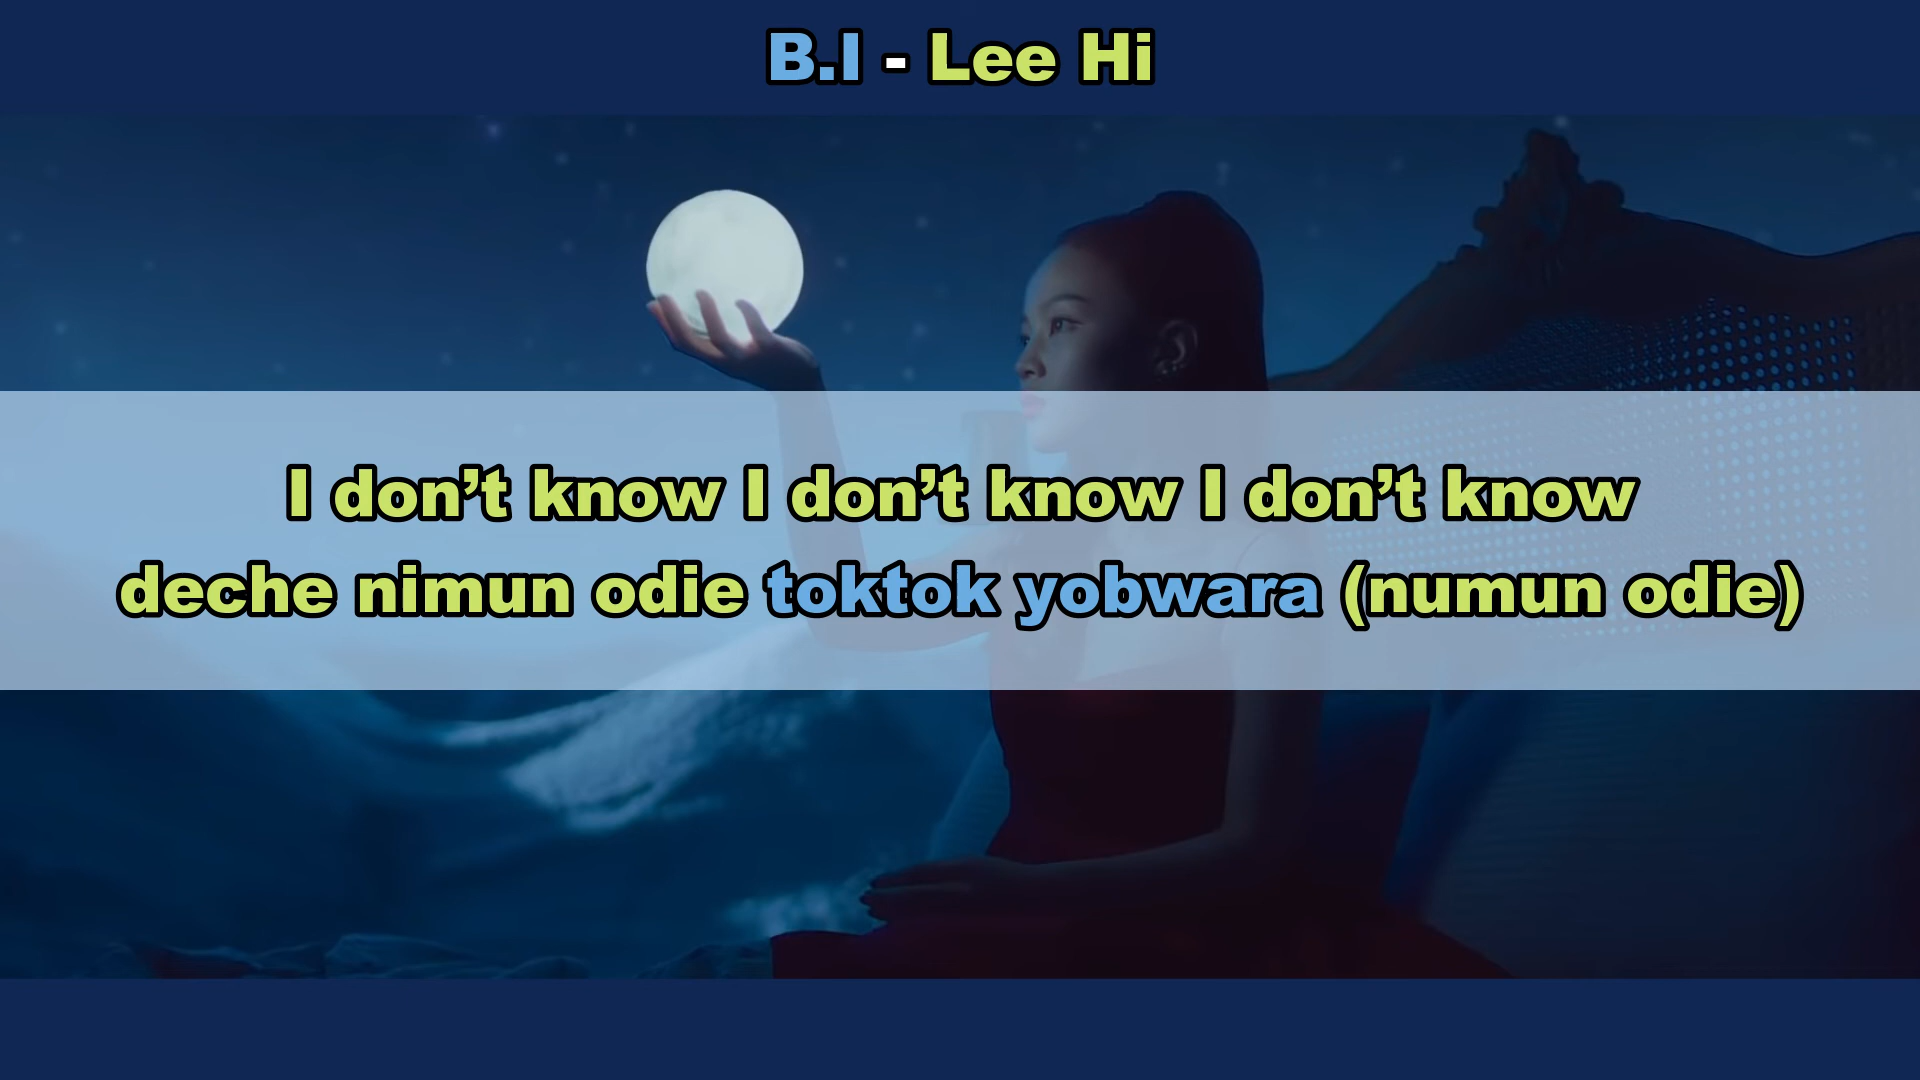 B.I - Lee Hi
I don’t know I don’t know I don’t know
deche nimun odie toktok yobwara (numun odie)